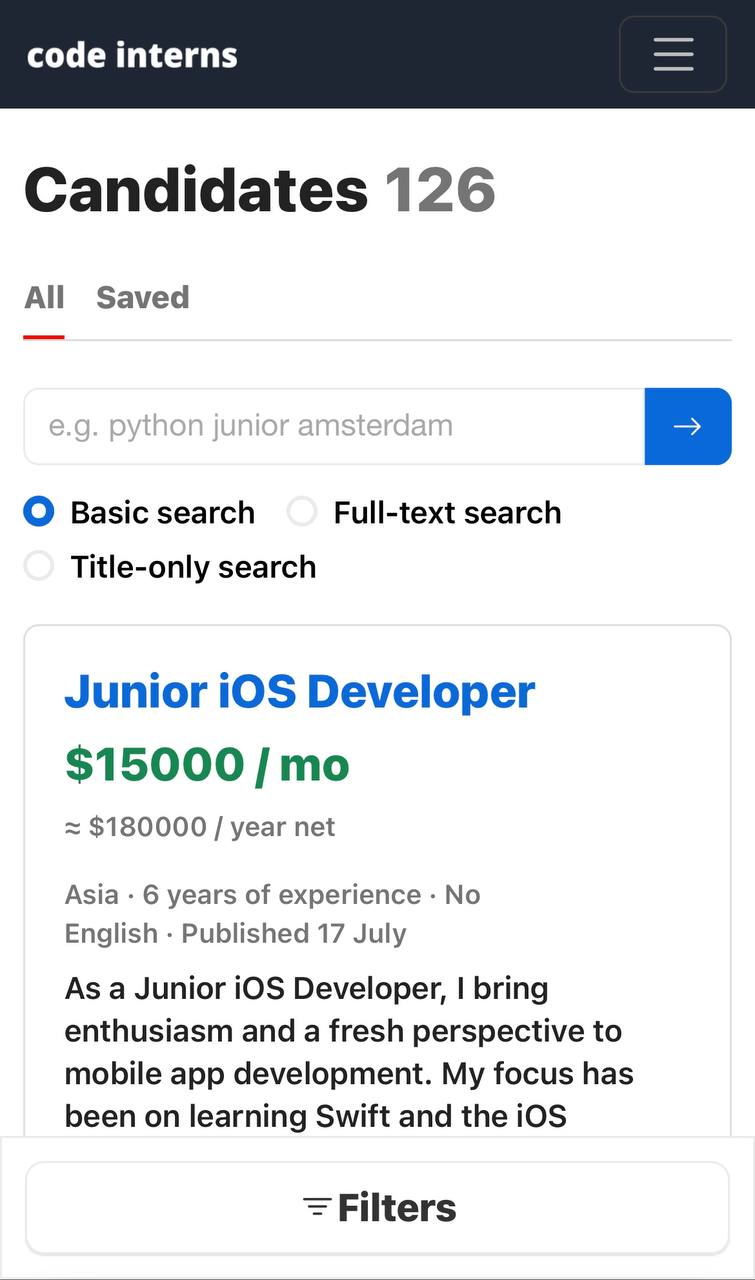 code interns
Candidates 126
All Saved
e.g. python junior amsterdam
Basic search Full-text search
Title-only search
Junior iOS Developer
$15000 / mo
≈ $180000 / year net
Asia · 6 years of experience · No
English · Published 17 July
As a Junior iOS Developer, I bring
enthusiasm and a fresh perspective to
mobile app development. My focus has
been on learning Swift and the iOS
Filters